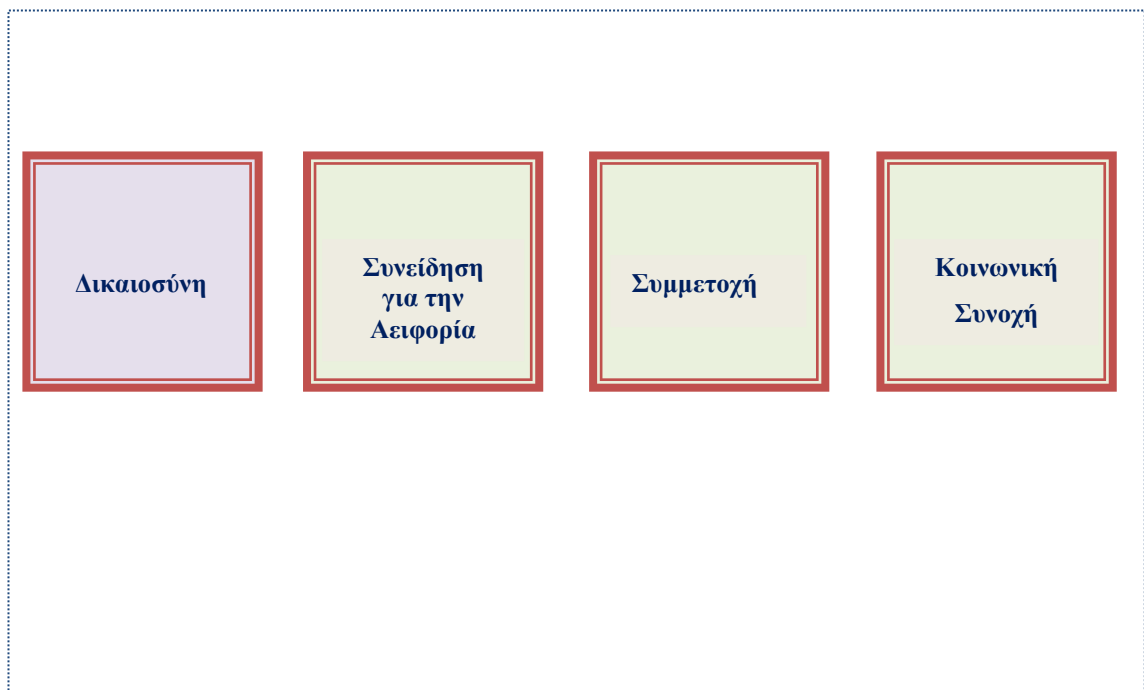 Δικαιοσύνη
Συνείδηση
για την
Αειφορία
Συμμετοχή
Κοινωνική
Συνοχή